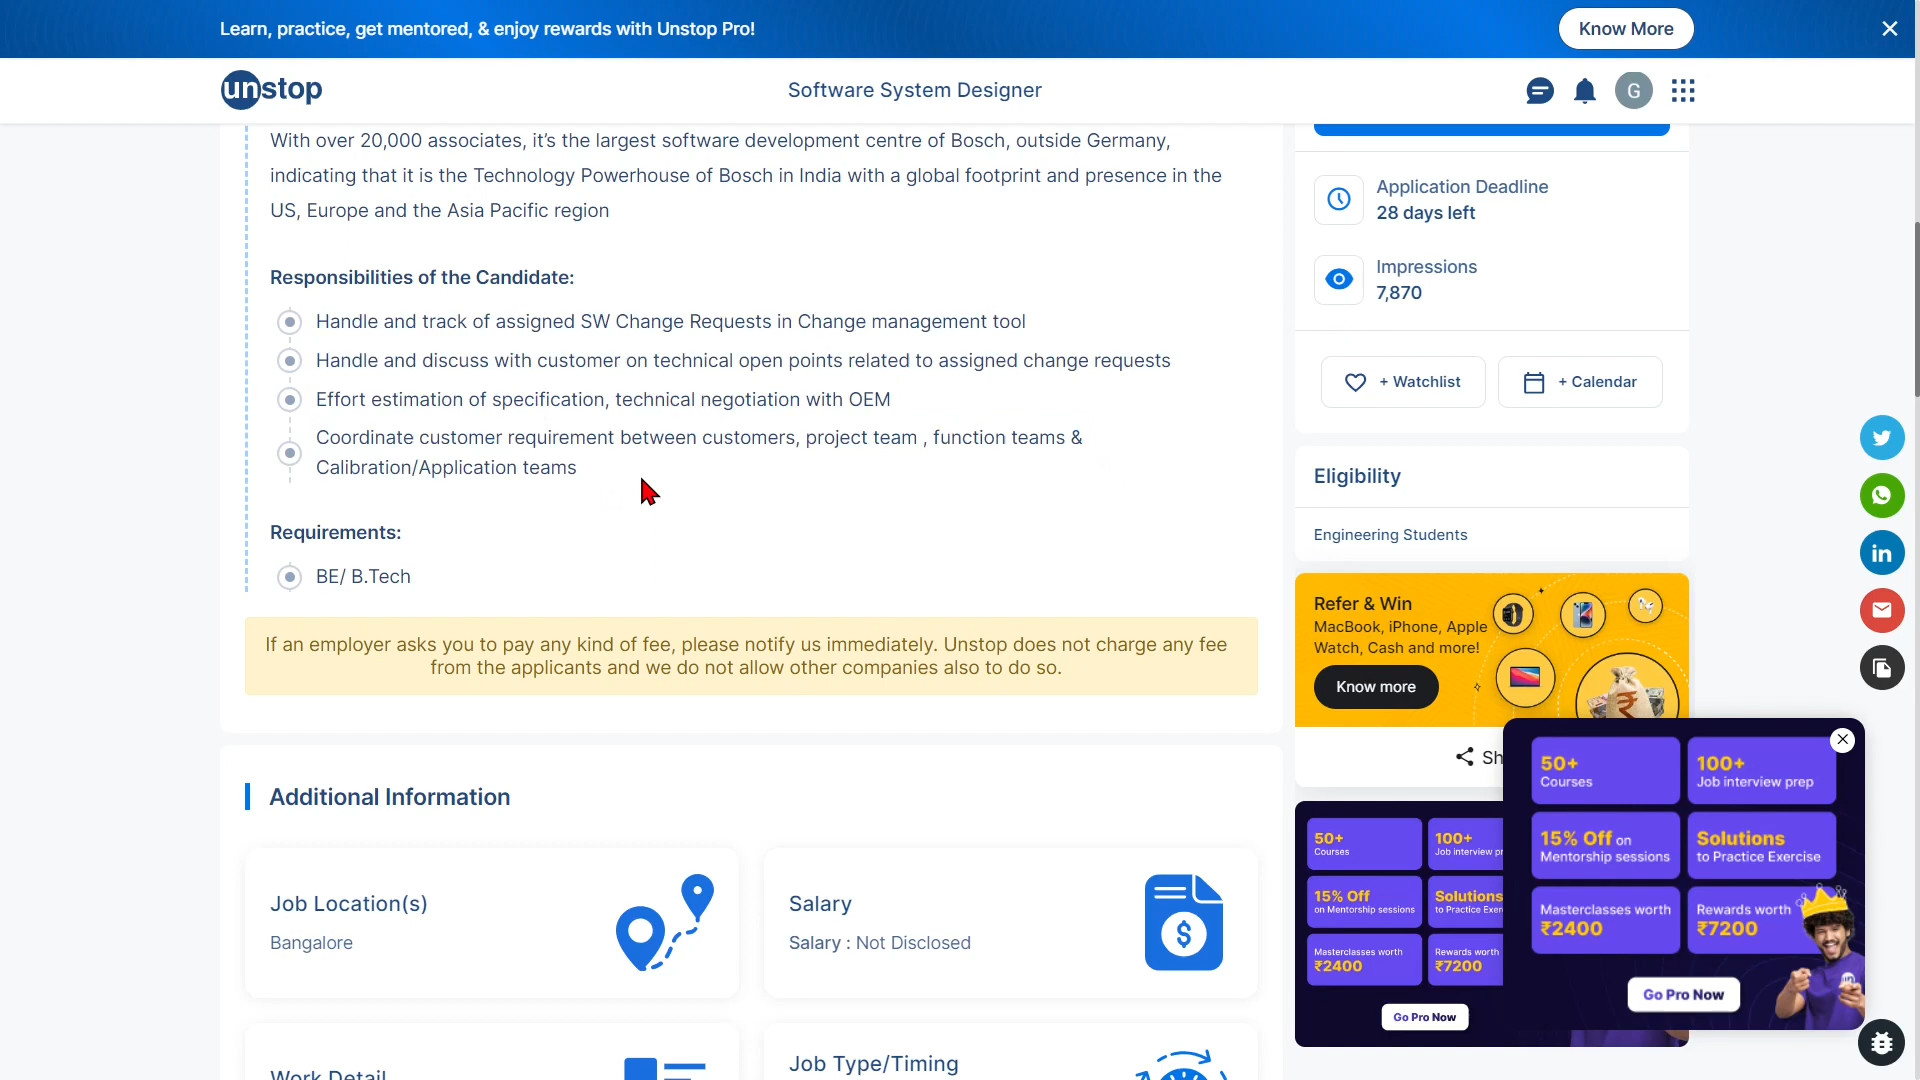 Learn, practice, get mentored, & enjoy rewards with Unstop Pro!
Know More
unstop
Software System Designer
G
With over 20,000 associates, it’s the largest software development centre of Bosch, outside Germany,
indicating that it is the Technology Powerhouse of Bosch in India with a global footprint and presence in the
US, Europe and the Asia Pacific region
Responsibilities of the Candidate:
Handle and track of assigned SW Change Requests in Change management tool
Handle and discuss with customer on technical open points related to assigned change requests
Effort estimation of specification, technical negotiation with OEM
Coordinate customer requirement between customers, project team , function teams &
Calibration/Application teams
Requirements:
BE/ B.Tech
If an employer asks you to pay any kind of fee, please notify us immediately. Unstop does not charge any fee
from the applicants and we do not allow other companies also to do so.
Additional Information
Job Location(s)
Bangalore
Salary
Salary : Not Disclosed
Work Detail
Job Type/Timing
Application Deadline
28 days left
Impressions
7,870
+ Watchlist
+ Calendar
Eligibility
Engineering Students
Refer & Win
MacBook, iPhone, Apple
Watch, Cash and more!
Know more
Sh
50+
Courses
100+
Job interview pr
15% Off
on Mentorship sessions
Solutions
to Practice Exer
Masterclasses worth
₹2400
Rewards worth
₹7200
Go Pro Now
50+
Courses
100+
Job interview prep
15% Off on
Mentorship sessions
Solutions
to Practice Exercise
Masterclasses worth
₹2400
Rewards worth
₹7200
Go Pro Now